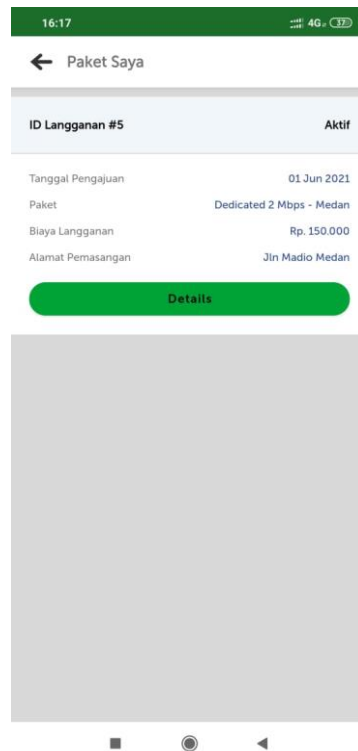 16:17 4G 37
Paket Saya
ID Langganan #5 Aktif
Tanggal Pengajuan 01 Jun 2021
Paket Dedicated 2 Mbps - Medan
Biaya Langganan Rp. 150.000
Alamat Pemasangan Jln Madio Medan
Details